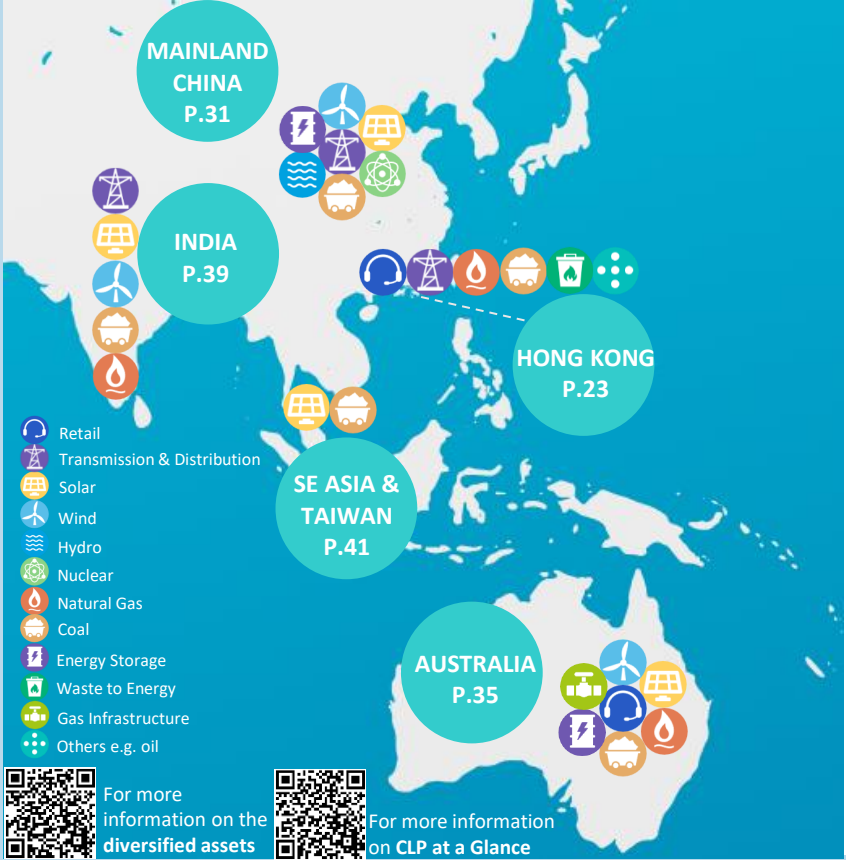 MAINLAND
CHINA
P.31
INDIA
P.39
HONG KONG
P.23
SE ASIA &
TAIWAN
P.41
AUSTRALIA
P.35
Retail
Transmission & Distribution
Solar
Wind
Hydro
Nuclear
Natural Gas
Coal
Energy Storage
Waste to Energy
Gas Infrastructure
Others e.g. oil
For more
information on the
diversified assets
For more information
on CLP at a Glance